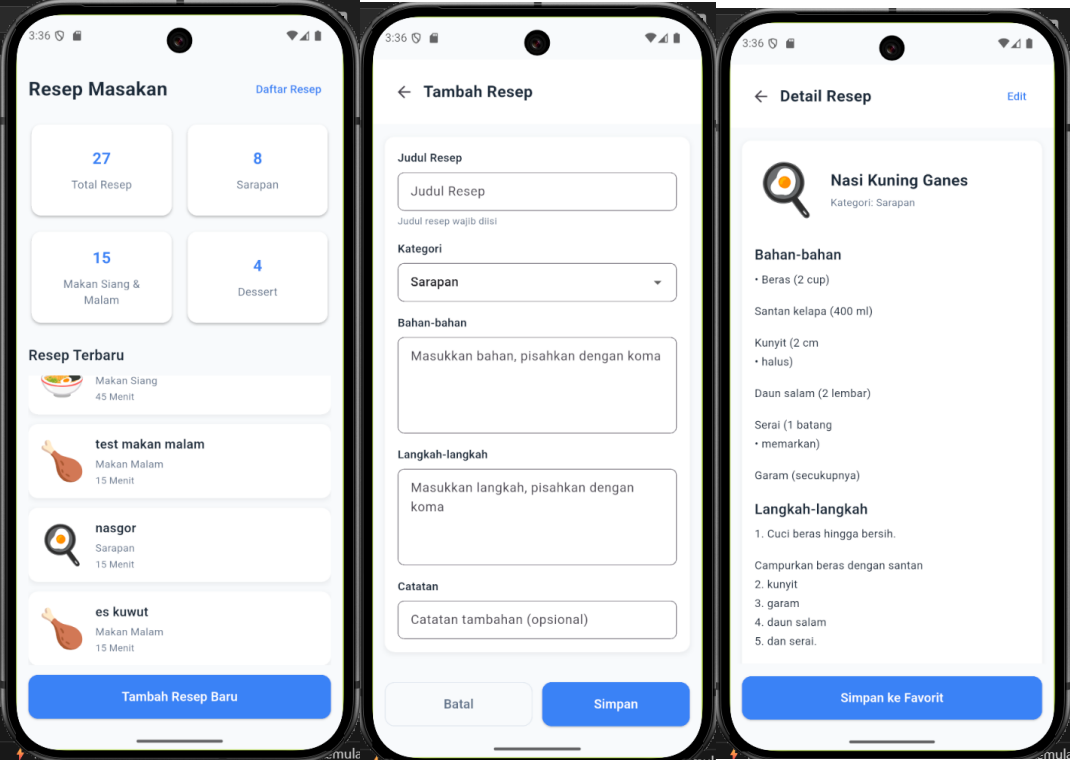 3:36
Resep Masakan
Daftar Resep
27
Total Resep
8
Sarapan
15
Makan Siang &
Malam
4
Dessert
Resep Terbaru
Makan Siang
45 Menit
test makan malam
Makan Malam
15 Menit
nasgor
Sarapan
15 Menit
es kuwut
Makan Malam
15 Menit
Tambah Resep Baru
3:36
Tambah Resep
Judul Resep
Judul Resep
Judul resep wajib diisi
Kategori
Sarapan
Bahan-bahan
Masukkan bahan, pisahkan dengan koma
Langkah-langkah
Masukkan langkah, pisahkan dengan
koma
Catatan
Catatan tambahan (opsional)
Batal
Simpan
3:36
Detail Resep
Edit
Nasi Kuning Ganes
Kategori: Sarapan
Bahan-bahan
• Beras (2 cup)
Santan kelapa (400 ml)
Kunyit (2 cm
• halus)
Daun salam (2 lembar)
Serai (1 batang
• memarkan)
Garam (secukupnya)
Langkah-langkah
1. Cuci beras hingga bersih.
Campurkan beras dengan santan
2. kunyit
3. garam
4. daun salam
5. dan serai.
Simpan ke Favorit